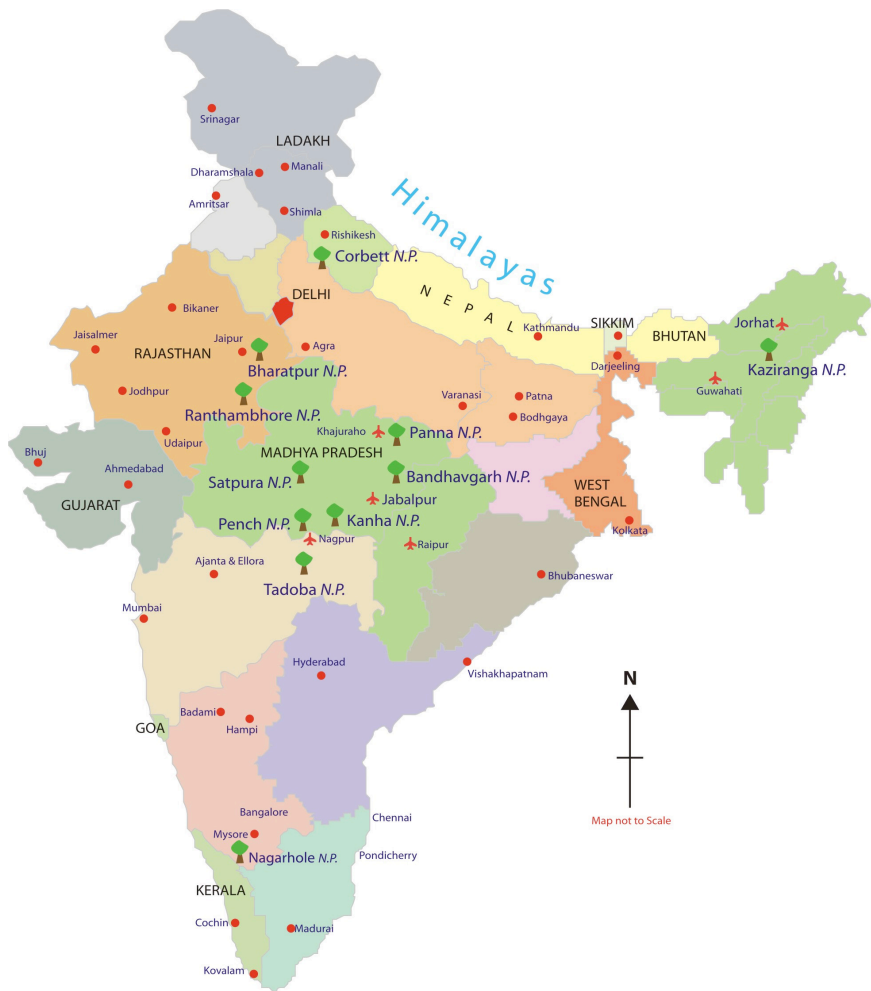 Srinagar
LADAKH
Manali
Dharamshala
Amritsar
Shimla
Himalayas
Rishikesh
Corbett N.P.
DELHI
NEPAL
Bikaner
Jaisalmer
RAJASTHAN
Jaipur
Agra
Kathmandu
SIKKIM
BHUTAN
Jorhat
Bharatpur N.P.
Darjeeling
Kaziranga N.P.
Guwahati
Jodhpur
Ranthambhore N.P.
Varanasi
Patna
Bodhgaya
Udaipur
Khajuraho
Panna N.P.
Bhuj
MADHYA PRADESH
Ahmedabad
Satpura N.P.
Bandhavgarh N.P.
GUJARAT
Jabalpur
WEST
BENGAL
Pench N.P.
Kanha N.P.
Kolkata
Nagpur
Raipur
Ajanta & Ellora
Tadoba N.P.
Bhubaneswar
Mumbai
Hyderabad
Vishakhapatnam
N
Badami
Hampi
GOA
Bangalore
Chennai
Map not to Scale
Mysore
Nagarhole N.P.
Pondicherry
KERALA
Cochin
Madurai
Kovalam